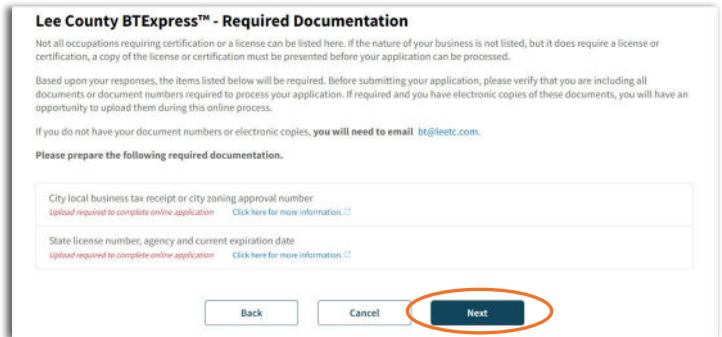 Lee County BTExpress™ - Required Documentation
Not all occupations requiring certification or a license can be listed here. If the nature of your business is not listed, but it does require a license or
certification, a copy of the license or certification must be presented before your application can be processed.
Based upon your responses, the items listed below will be required. Before submitting your application, please verify that you are including all
documents or document numbers required to process your application. If required and you have electronic copies of these documents, you will have an
opportunity to upload them during this online process.
If you do not have your document numbers or electronic copies, you will need to email bt@leetc.com.
Please prepare the following required documentation.
City local business tax receipt or city zoning approval number
Upload required to complete online application Click here for more information.
State license number, agency and current expiration date
Upload required to complete online application Click here for more information.
Back Cancel Next